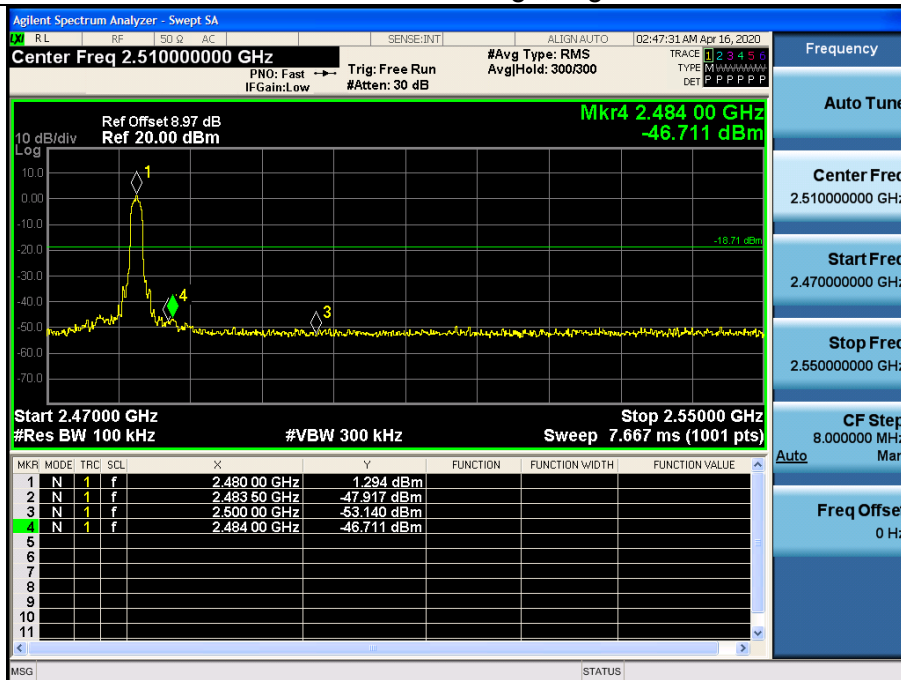 Agilent Spectrum Analyzer - Swept SA
LXI RL RF 50 Ω AC SENSE:INT ALIGN AUTO 02:47:31 AM Apr 16, 2020
Center Freq 2.510000000 GHz #Avg Type: RMS TRACE 1 2 3 4 5 6
PNO: Fast Trig: Free Run Avg|Hold: 300/300 TYPE M W W W W W
IFGain:Low #Atten: 30 dB DET P P P P P P
Mkr4 2.484 00 GHz
-46.711 dBm
Ref Offset 8.97 dB
10 dB/div Ref 20.00 dBm
Log
10.0
0.00
-10.0
-20.0
-30.0
-40.0
-50.0
-60.0
-70.0
1
4
3
-18.71 dBm
Start 2.47000 GHz Stop 2.55000 GHz
#Res BW 100 kHz #VBW 300 kHz Sweep 7.667 ms (1001 pts)
MKR MODE TRC SCL X Y FUNCTION FUNCTION WIDTH FUNCTION VALUE
1 N 1 f 2.480 00 GHz 1.294 dBm
2 N 1 f 2.483 50 GHz -47.917 dBm
3 N 1 f 2.500 00 GHz -53.140 dBm
4 N 1 f 2.484 00 GHz -46.711 dBm
5
6
7
8
9
10
11
MSG STATUS
Frequency
Auto Tune
Center Freq
2.510000000 GHz
Start Freq
2.470000000 GHz
Stop Freq
2.550000000 GHz
CF Step
8.000000 MHz
Auto Man
Freq Offset
0 Hz